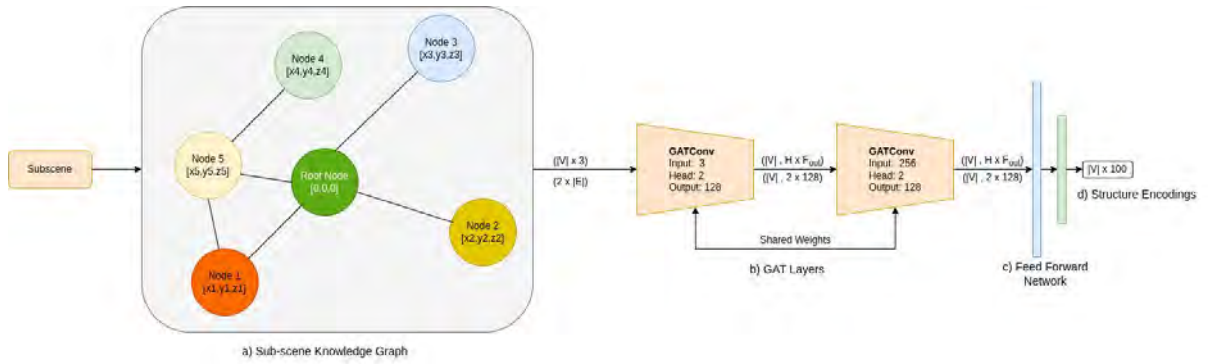 Subscene
Node 4
[x4,y4,z4]
Node 3
[x3,y3,z3]
Node 5
[x5,y5,z5]
Root Node
[0,0,0]
Node 2
[x2,y2,z2]
Node 1
[x1,y1,z1]
a) Sub-scene Knowledge Graph
(|V| x 3)
(2 x |E|)
GATConv
Input: 3
Head: 2
Output: 128
(|V| , H x Fout)
(|V| , 2 x 128)
GATConv
Input: 256
Head: 2
Output: 128
(|V| , H x Fout)
(|V| , 2 x 128)
Shared Weights
b) GAT Layers
c) Feed Forward
Network
|V| x 100
d) Structure Encodings